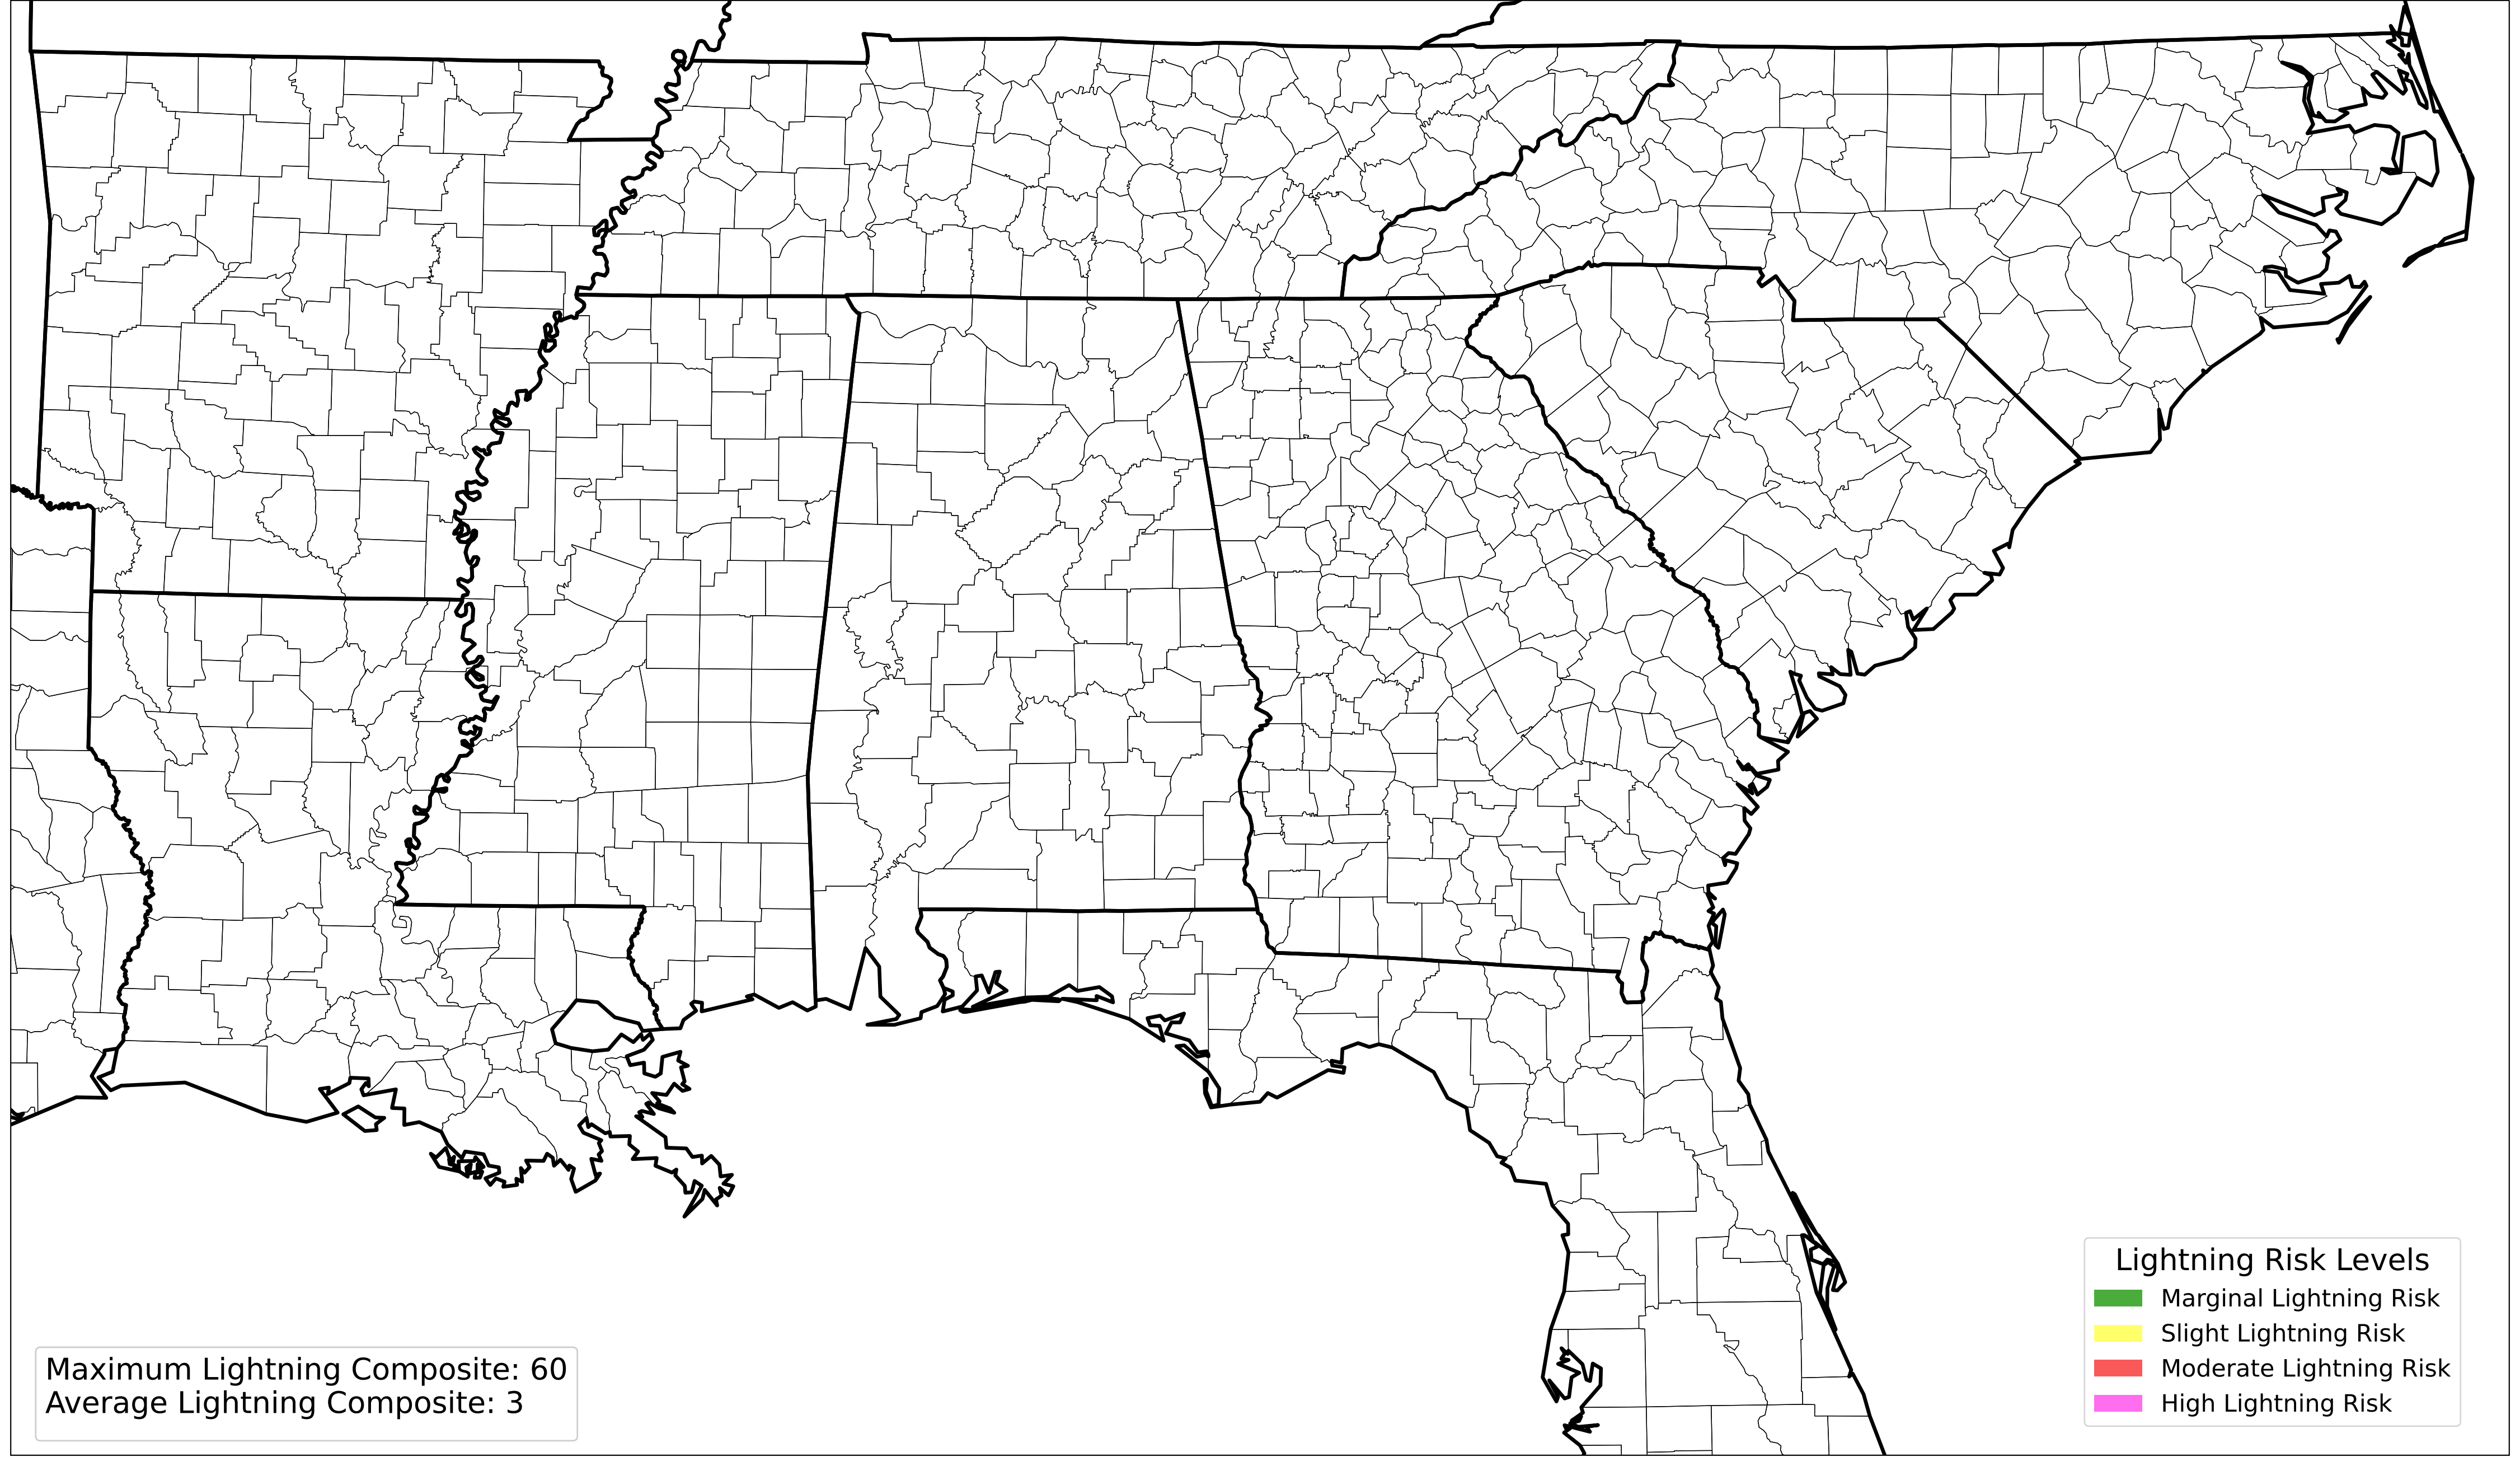 Lightning Risk Levels
Marginal Lightning Risk
Slight Lightning Risk
Moderate Lightning Risk
High Lightning Risk
Maximum Lightning Composite: 60
Average Lightning Composite: 3